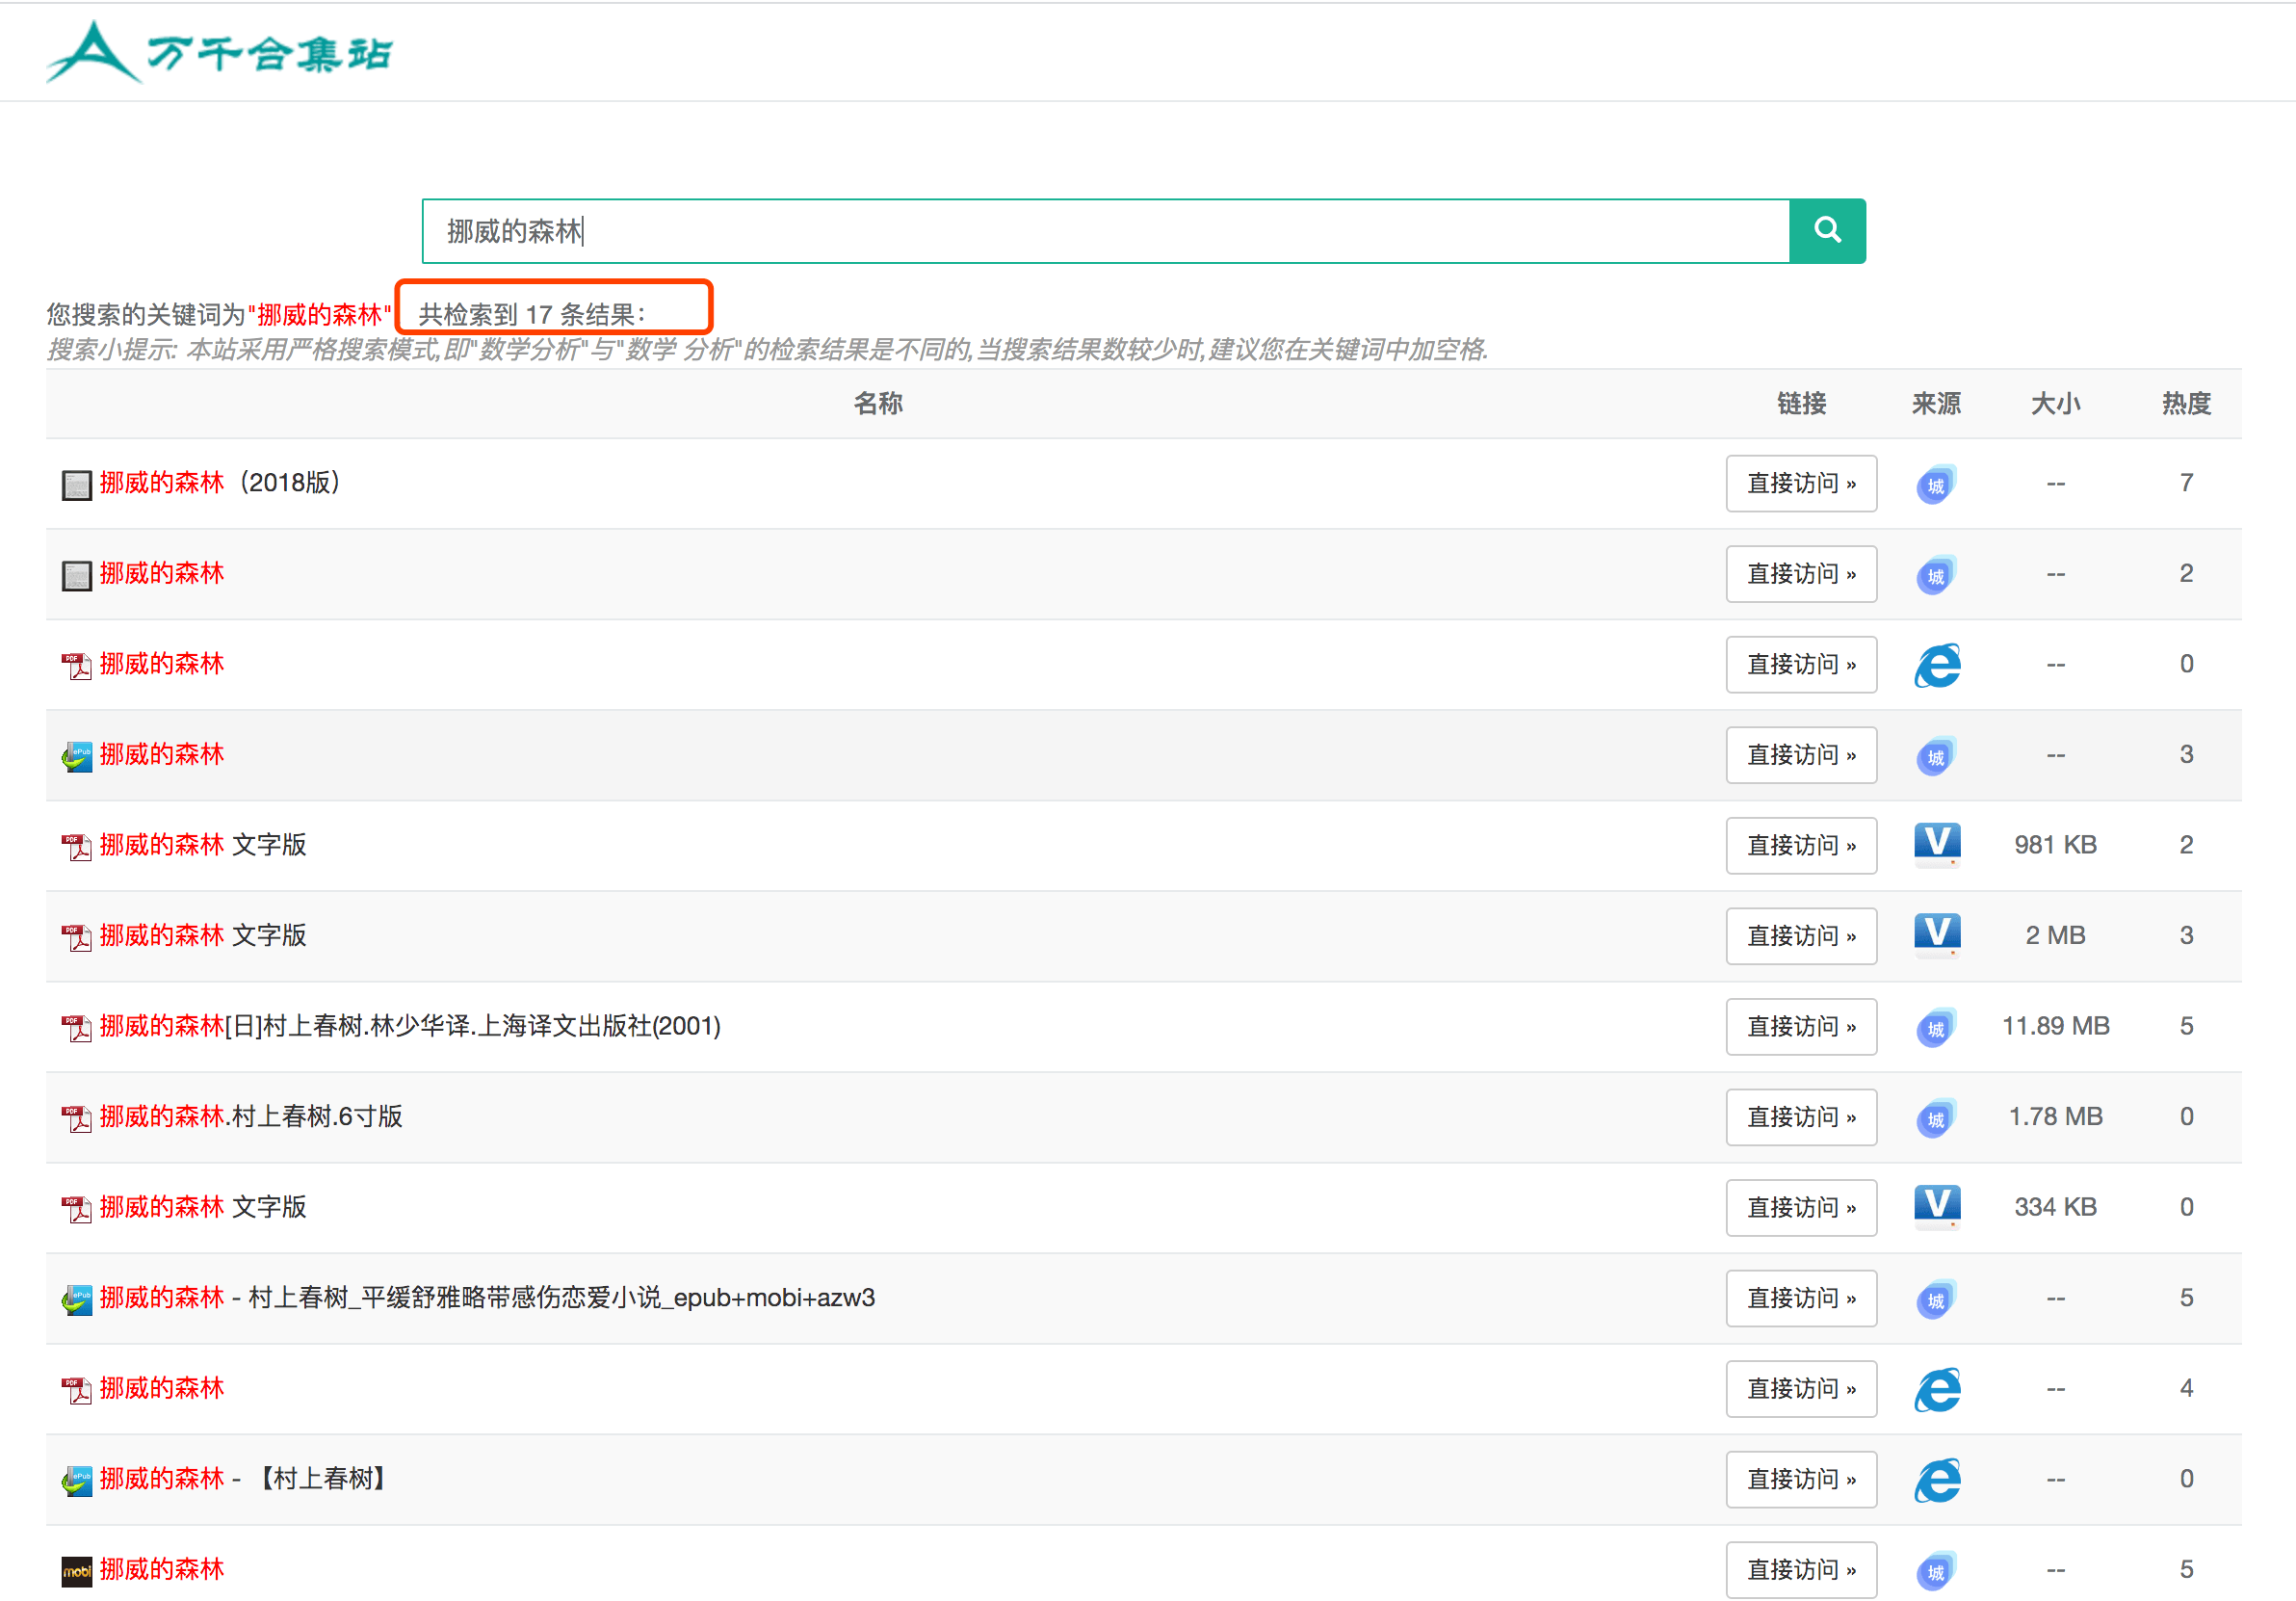 万千合集站
挪威的森林
您搜索的关键词为"挪威的森林" 共检索到 17 条结果：
搜索小提示: 本站采用严格搜索模式,即"数学分析"与"数学 分析"的检索结果是不同的,当搜索结果数较少时,建议您在关键词中加空格.
名称 链接 来源 大小 热度
挪威的森林（2018版） 直接访问 » 城 -- 7
挪威的森林 直接访问 » 城 -- 2
PDF 挪威的森林 直接访问 » -- 0
ePub 挪威的森林 直接访问 » 城 -- 3
PDF 挪威的森林 文字版 直接访问 » V 981 KB 2
PDF 挪威的森林 文字版 直接访问 » V 2 MB 3
PDF 挪威的森林[日]村上春树.林少华译.上海译文出版社(2001) 直接访问 » 城 11.89 MB 5
PDF 挪威的森林.村上春树.6寸版 直接访问 » 城 1.78 MB 0
PDF 挪威的森林 文字版 直接访问 » V 334 KB 0
ePub 挪威的森林 - 村上春树_平缓舒雅略带感伤恋爱小说_epub+mobi+azw3 直接访问 » 城 -- 5
PDF 挪威的森林 直接访问 » -- 4
ePub 挪威的森林 - 【村上春树】 直接访问 » -- 0
mobi 挪威的森林 直接访问 » 城 -- 5